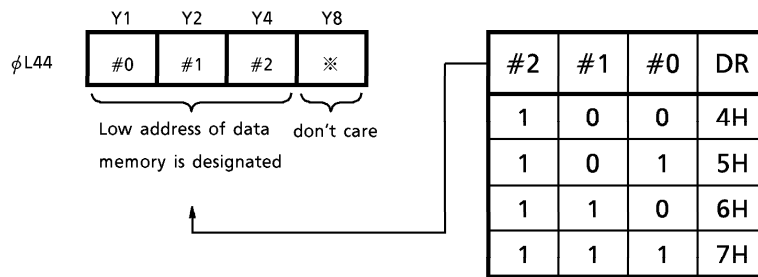 Y1 Y2 Y4 Y8
ϕL44 #0 #1 #2 ※
Low address of data
memory is designated
don't care
#2 #1 #0 DR
1 0 0 4H
1 0 1 5H
1 1 0 6H
1 1 1 7H